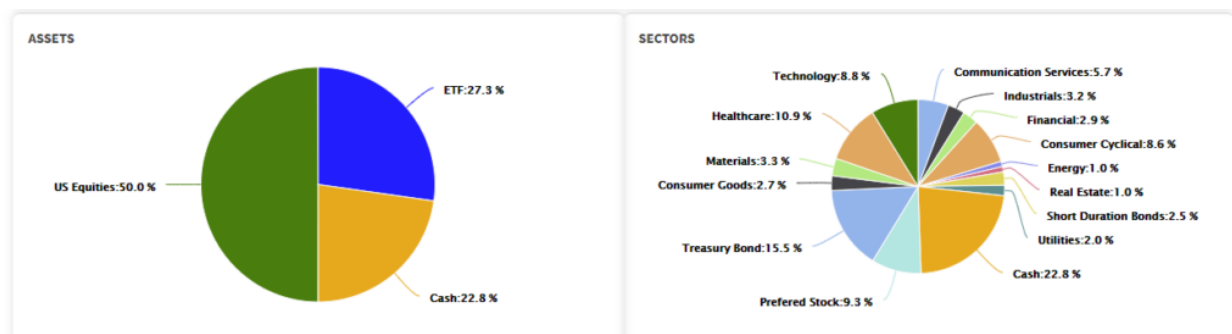 ASSETS
ETF:27.3 %
US Equities:50.0 %
Cash:22.8 %
SECTORS
Technology:8.8 %
Communication Services:5.7 %
Industrials:3.2 %
Healthcare:10.9 %
Financial:2.9 %
Consumer Cyclical:8.6 %
Materials:3.3 %
Energy:1.0 %
Consumer Goods:2.7 %
Real Estate:1.0 %
Short Duration Bonds:2.5 %
Utilities:2.0 %
Treasury Bond:15.5 %
Cash:22.8 %
Prefered Stock:9.3 %